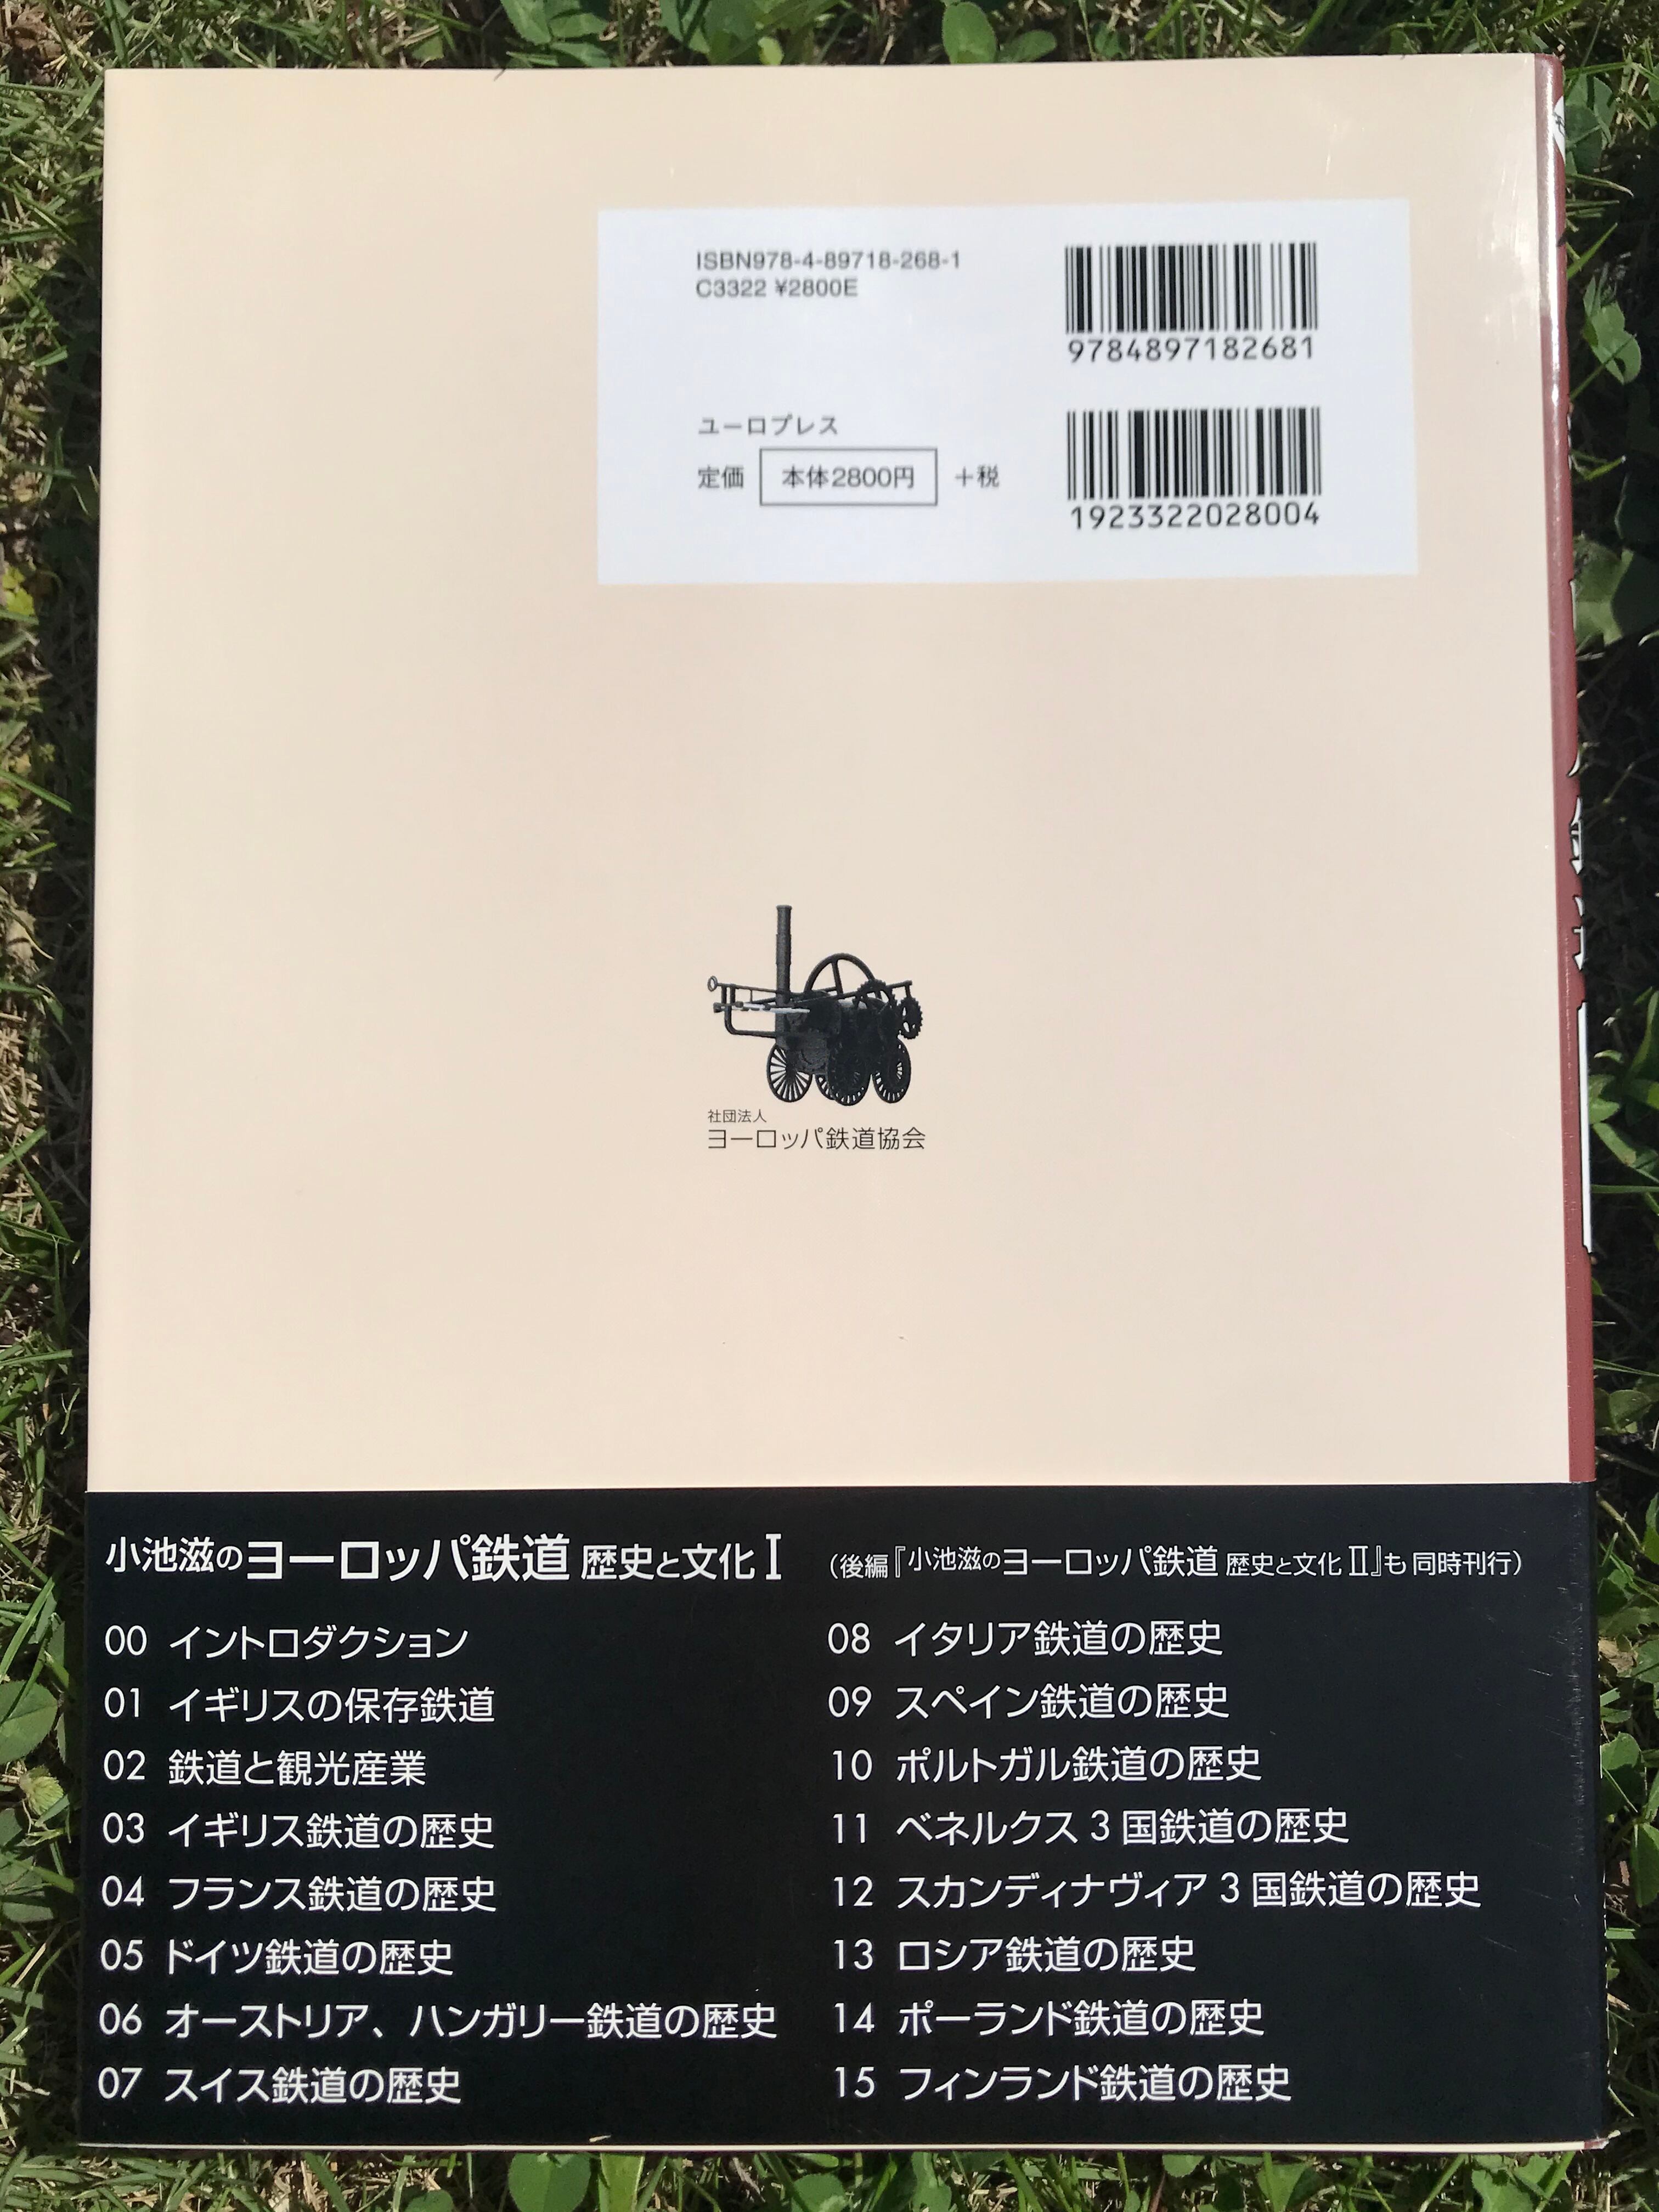 ISBN978-4-89718-268-1
C3322 ¥2800E
9784897182681
ユーロプレス
定価 本体2800円 +税
1923322028004
社団法人
ヨーロッパ鉄道協会
小池滋のヨーロッパ鉄道 歴史と文化 I
（後編『小池滋のヨーロッパ鉄道 歴史と文化 II』も同時刊行）
00 イントロダクション
01 イギリスの保存鉄道
02 鉄道と観光産業
03 イギリス鉄道の歴史
04 フランス鉄道の歴史
05 ドイツ鉄道の歴史
06 オーストリア、ハンガリー鉄道の歴史
07 スイス鉄道の歴史
08 イタリア鉄道の歴史
09 スペイン鉄道の歴史
10 ポルトガル鉄道の歴史
11 ベネルクス3国鉄道の歴史
12 スカンディナヴィア3国鉄道の歴史
13 ロシア鉄道の歴史
14 ポーランド鉄道の歴史
15 フィンランド鉄道の歴史